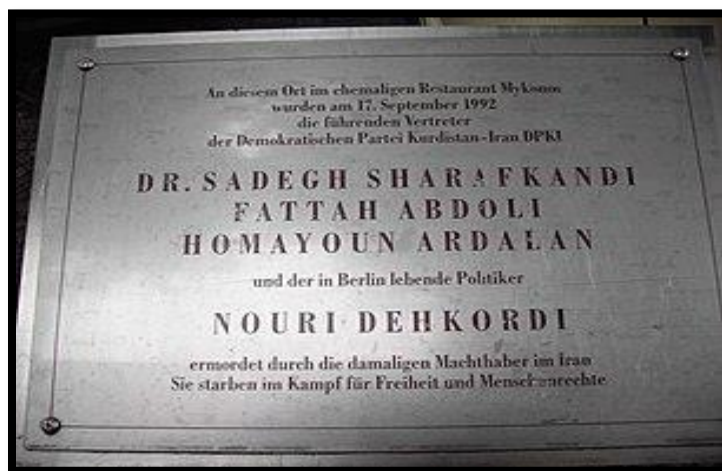 An diesem Ort im ehemaligen Restaurant Mykonos
wurden am 17. September 1992
die führenden Vertreter
der Demokratischen Partei Kurdistan-Iran DPKI
DR. SADEGH SHARAFKANDI
FATTAH ABDOLI
HOMAYOUN ARDALAN
und der in Berlin lebende Politiker
NOURI DEHKORDI
ermordet durch die damaligen Machthaber im Iran
Sie starben im Kampf für Freiheit und Menschenrechte